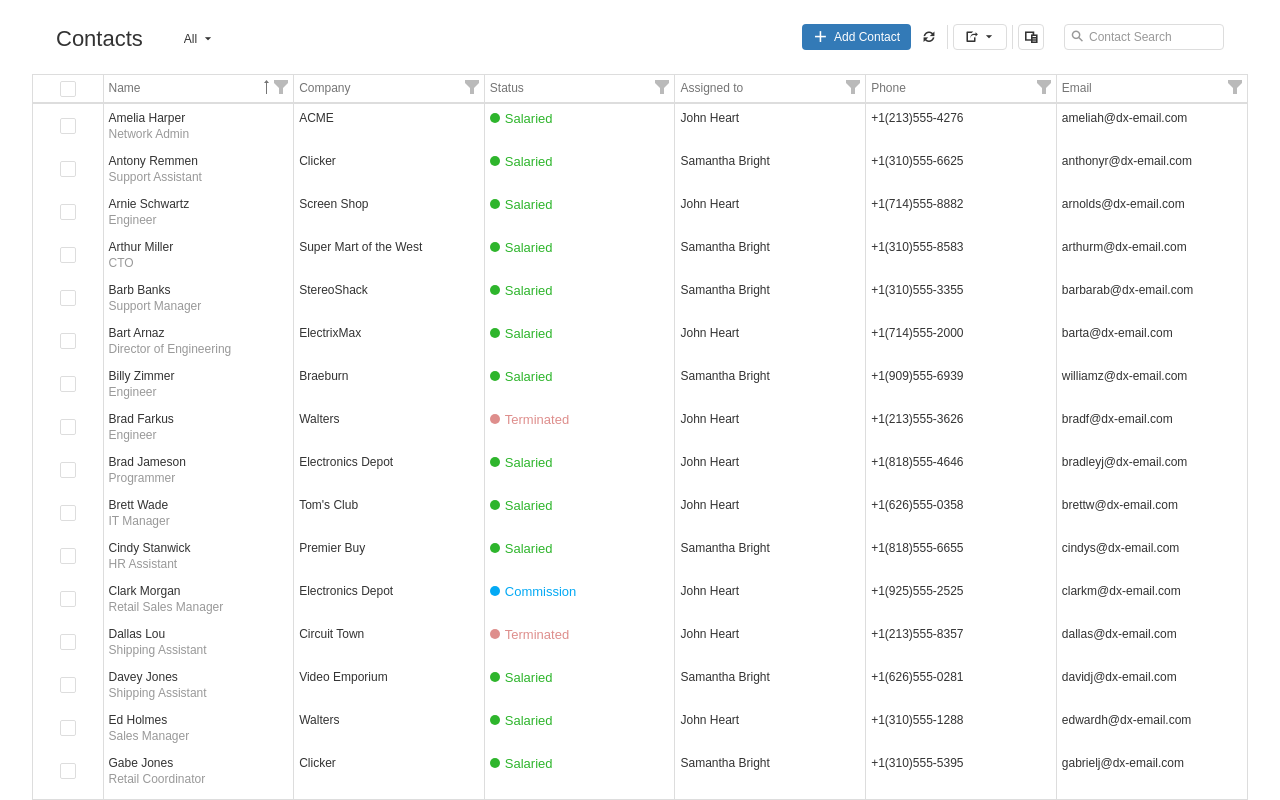 Contacts
All
Add Contact
Contact Search
Name Company Status Assigned to Phone Email
Amelia Harper ACME Salaried John Heart +1(213)555-4276 ameliah@dx-email.com
Network Admin
Antony Remmen Clicker Salaried Samantha Bright +1(310)555-6625 anthonyr@dx-email.com
Support Assistant
Arnie Schwartz Screen Shop Salaried John Heart +1(714)555-8882 arnolds@dx-email.com
Engineer
Arthur Miller Super Mart of the West Salaried Samantha Bright +1(310)555-8583 arthurm@dx-email.com
CTO
Barb Banks StereoShack Salaried Samantha Bright +1(310)555-3355 barbarab@dx-email.com
Support Manager
Bart Arnaz ElectrixMax Salaried John Heart +1(714)555-2000 barta@dx-email.com
Director of Engineering
Billy Zimmer Braeburn Salaried Samantha Bright +1(909)555-6939 williamz@dx-email.com
Engineer
Brad Farkus Walters Terminated John Heart +1(213)555-3626 bradf@dx-email.com
Engineer
Brad Jameson Electronics Depot Salaried John Heart +1(818)555-4646 bradleyj@dx-email.com
Programmer
Brett Wade Tom's Club Salaried John Heart +1(626)555-0358 brettw@dx-email.com
IT Manager
Cindy Stanwick Premier Buy Salaried Samantha Bright +1(818)555-6655 cindys@dx-email.com
HR Assistant
Clark Morgan Electronics Depot Commission John Heart +1(925)555-2525 clarkm@dx-email.com
Retail Sales Manager
Dallas Lou Circuit Town Terminated John Heart +1(213)555-8357 dallas@dx-email.com
Shipping Assistant
Davey Jones Video Emporium Salaried Samantha Bright +1(626)555-0281 davidj@dx-email.com
Shipping Assistant
Ed Holmes Walters Salaried John Heart +1(310)555-1288 edwardh@dx-email.com
Sales Manager
Gabe Jones Clicker Salaried Samantha Bright +1(310)555-5395 gabrielj@dx-email.com
Retail Coordinator